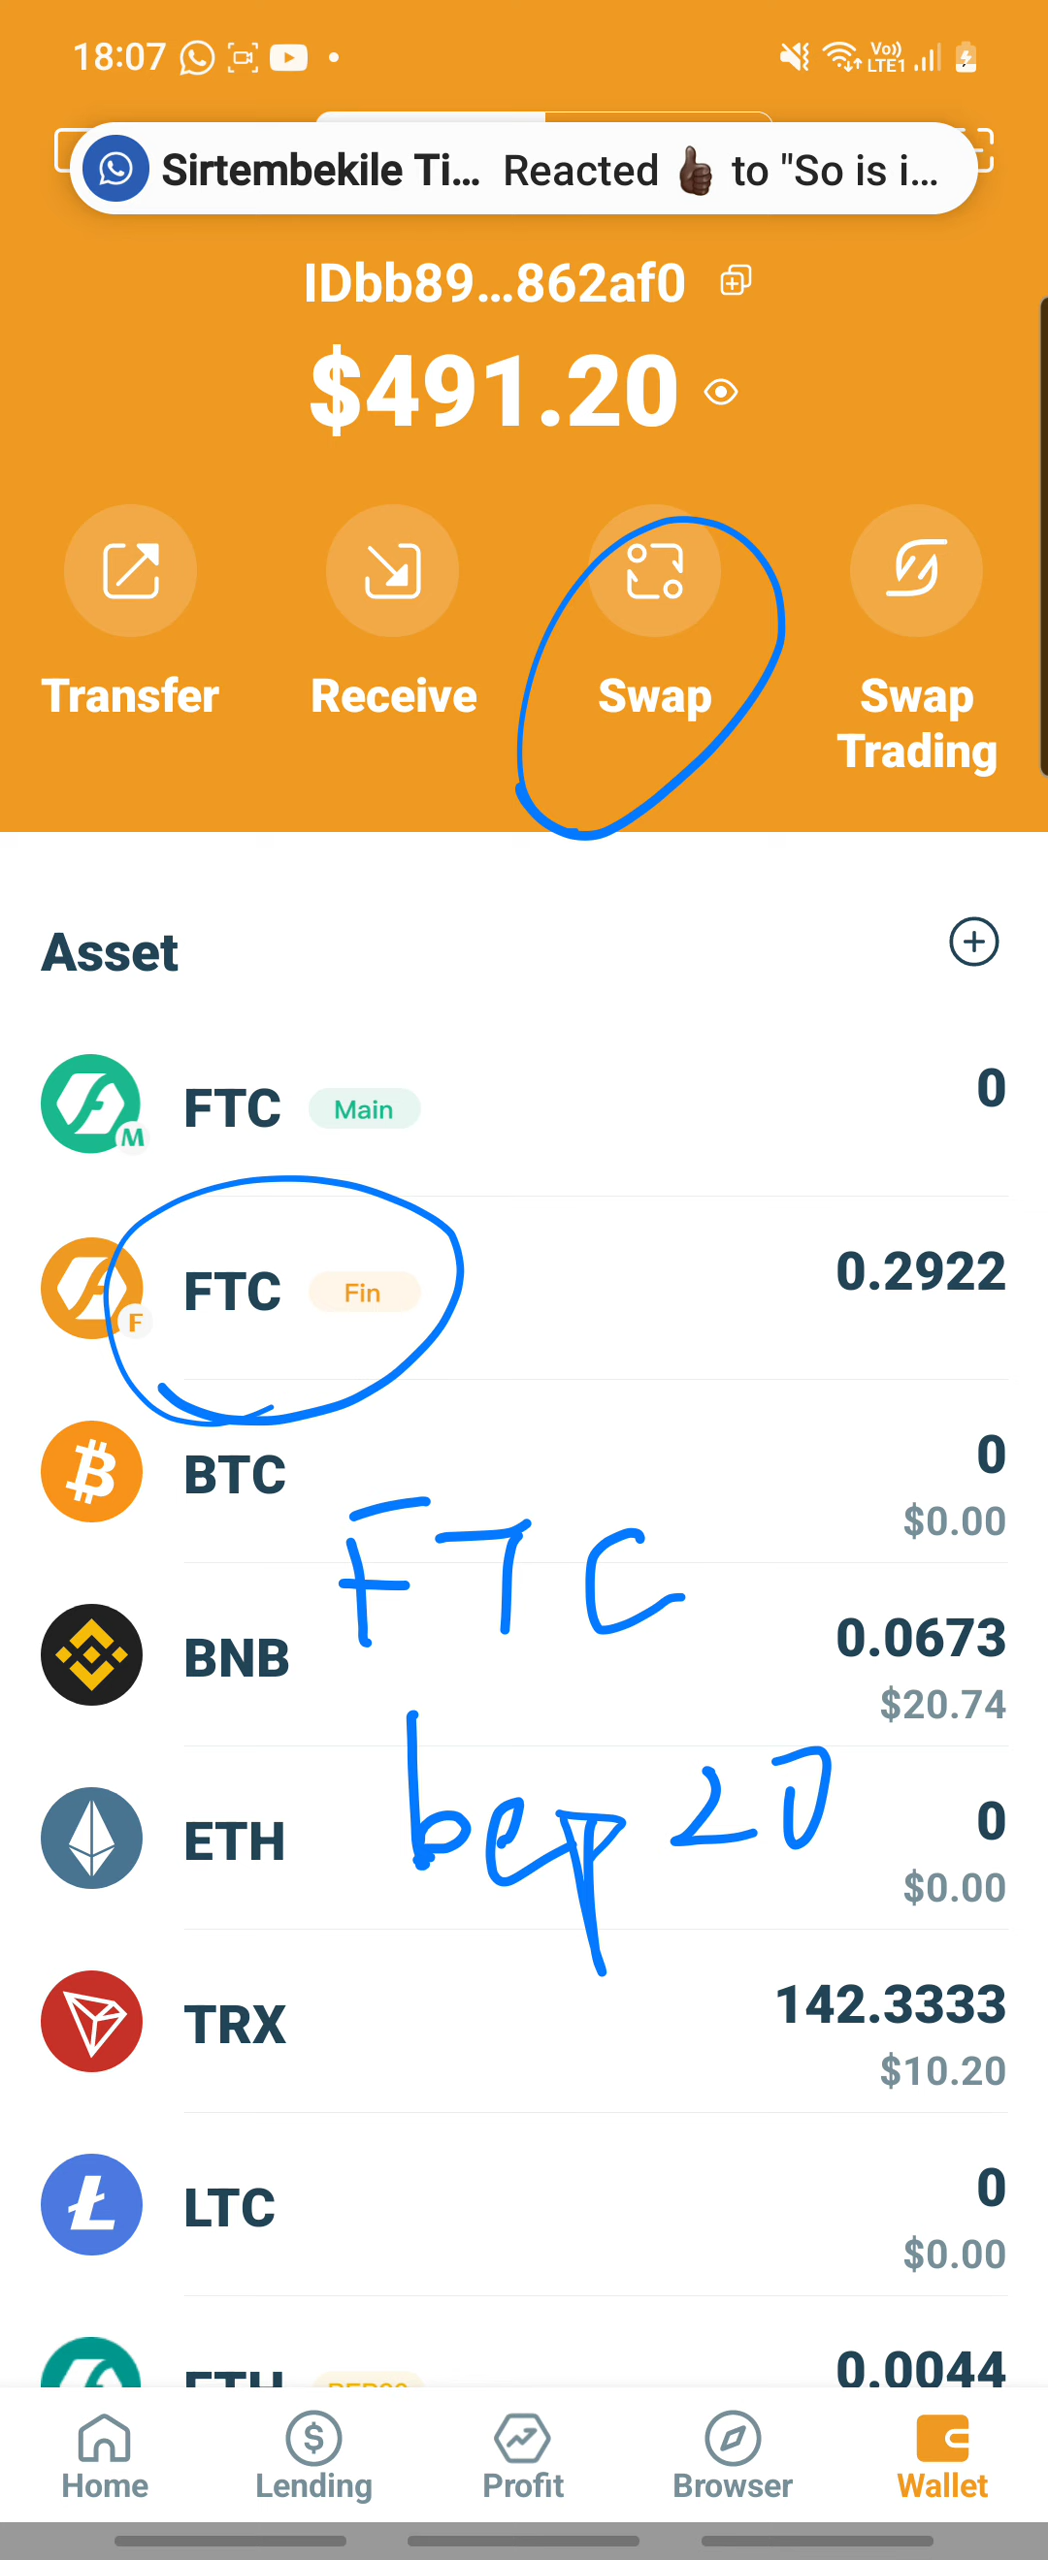 18:07
Vo)) LTE1
Sirtembekile Ti... Reacted 👍🏿 to "So is i...
IDbb89...862af0
$491.20
Transfer
Receive
Swap
Swap Trading
Asset
FTC Main 0
M
FTC Fin 0.2922
F
BTC 0
$0.00
FTC
BNB 0.0673
$20.74
bep 20
ETH 0
$0.00
TRX 142.3333
$10.20
LTC 0
$0.00
0.0044
Home
Lending
Profit
Browser
Wallet